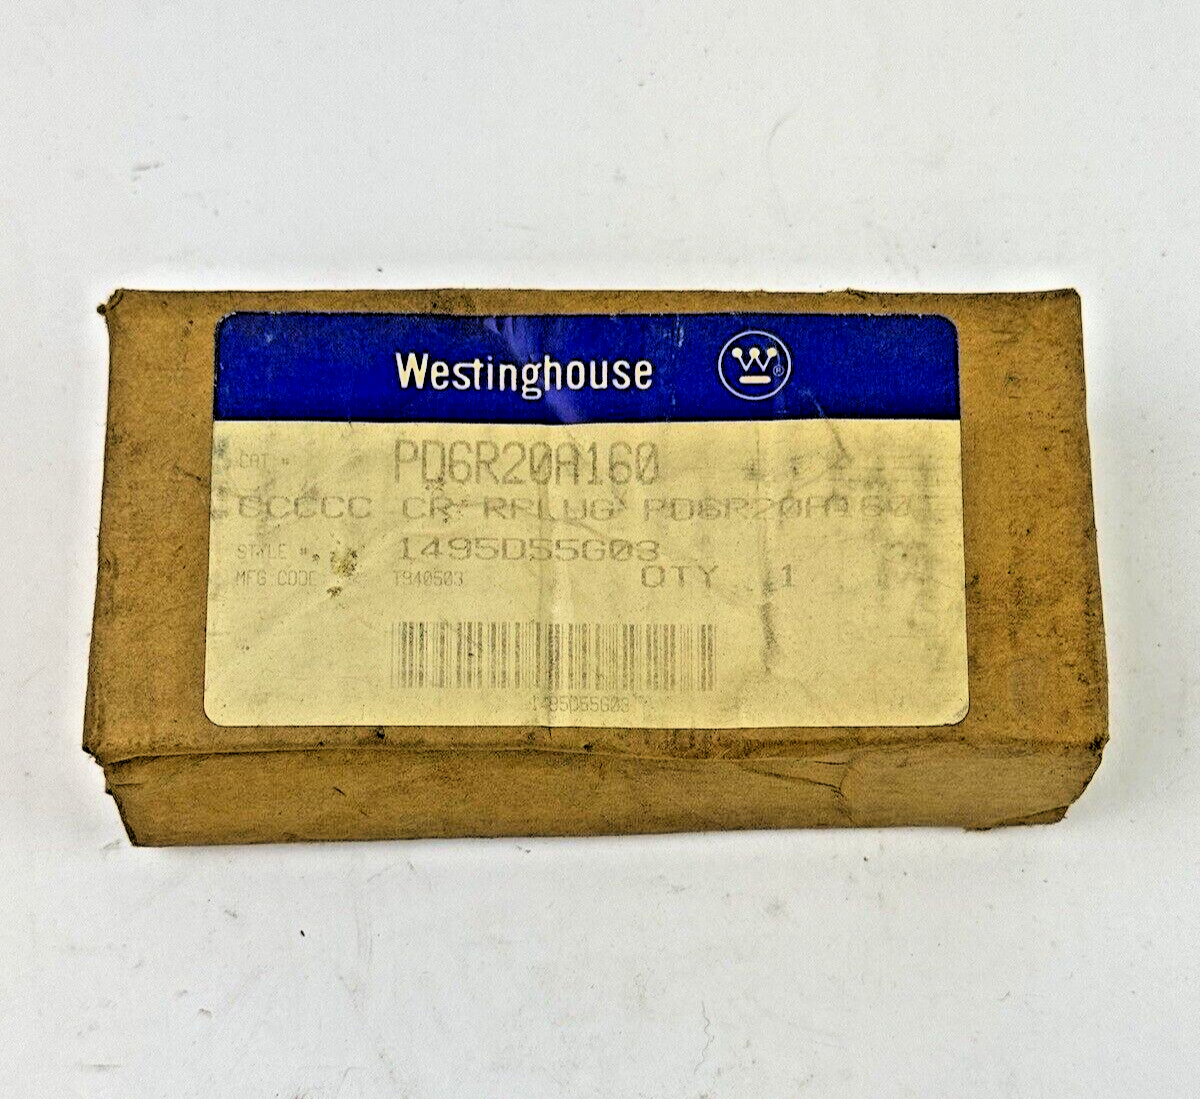 Westinghouse W ®
CAT # PD6R20A160
CCCCC CR-RPLUG PD6R20A160
STYLE # 1495D55G03
MFG CODE T940503 QTY 1
1495D55G03